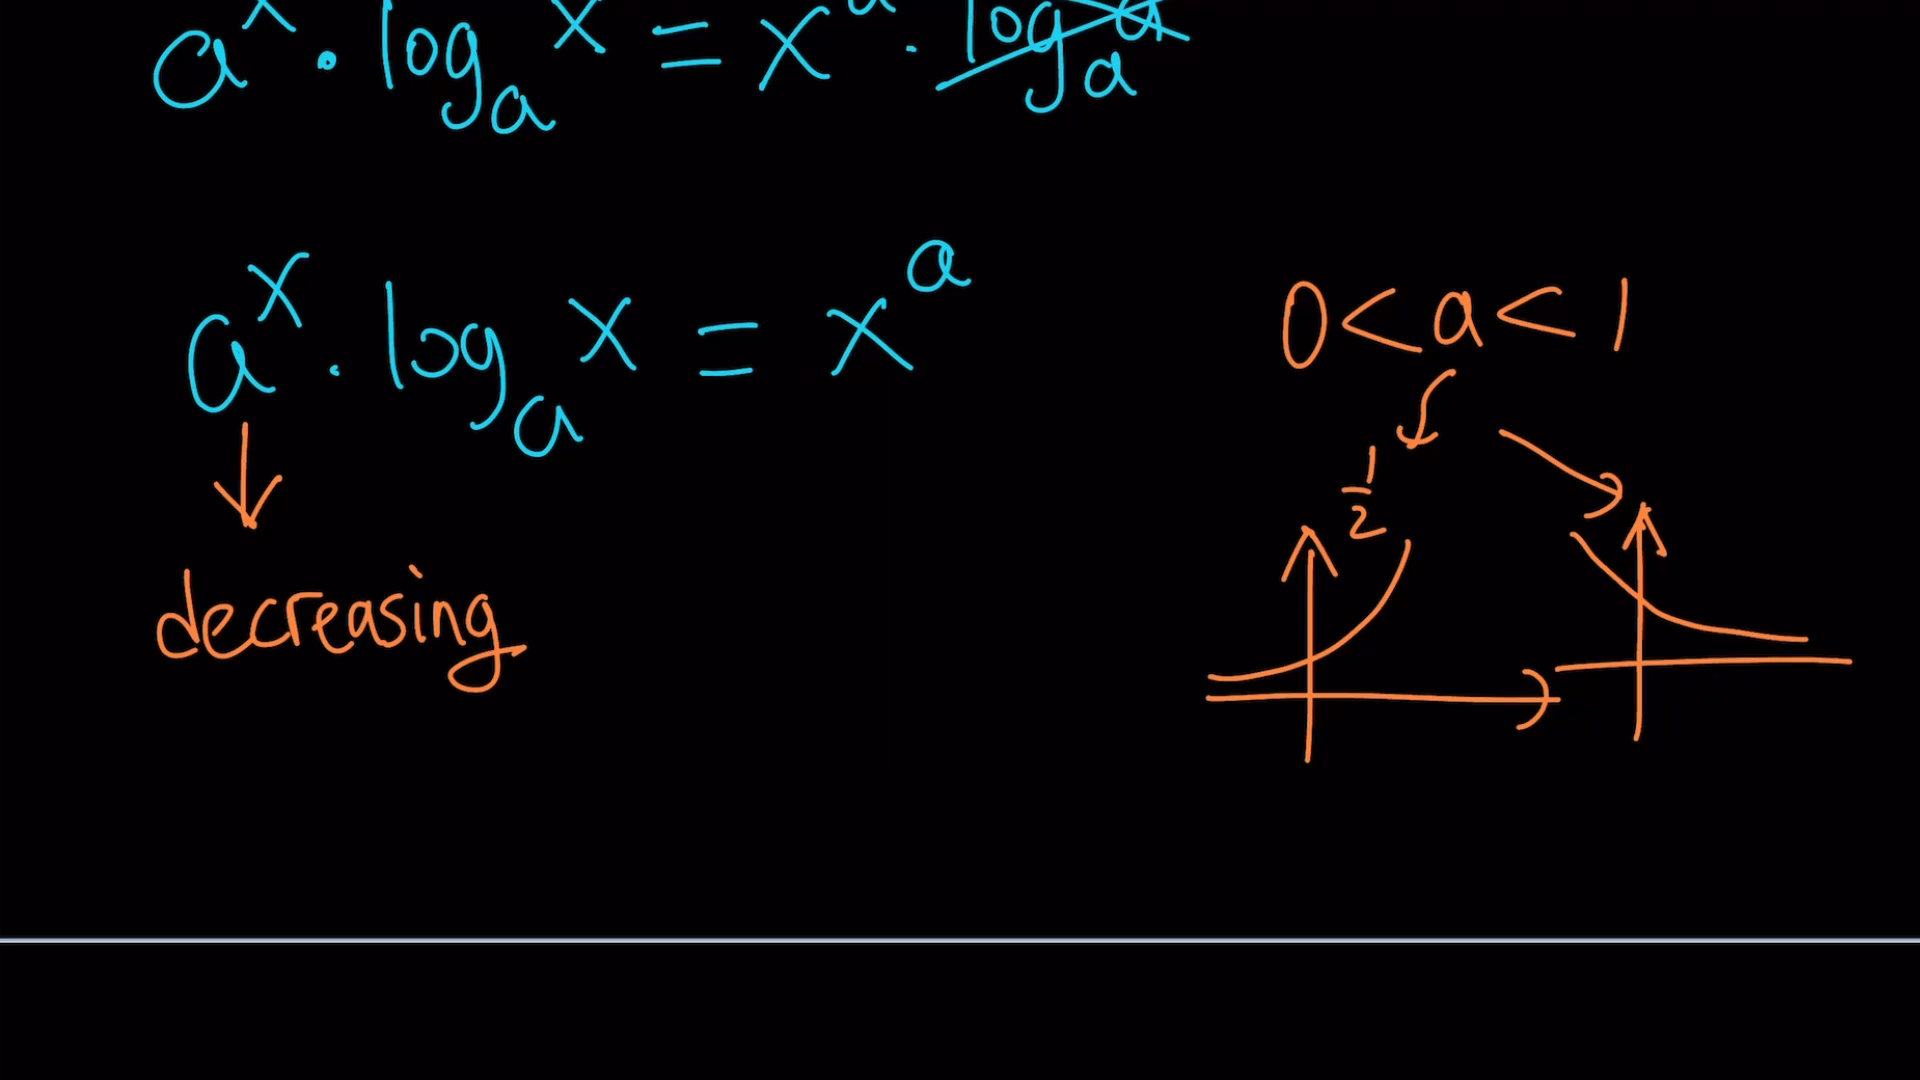 a^x · log_a x = x^a · log_a a
a^x · log_a x = x^a
0 < a < 1
1/2
decreasing